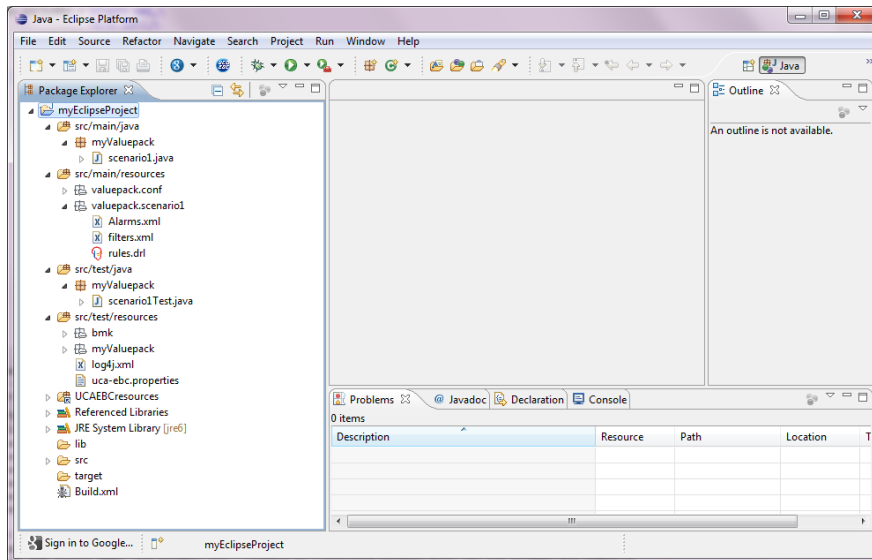 Java - Eclipse Platform
File Edit Source Refactor Navigate Search Project Run Window Help
Java
Package Explorer
myEclipseProject
src/main/java
myValuepack
scenario1.java
src/main/resources
valuepack.conf
valuepack.scenario1
Alarms.xml
filters.xml
rules.drl
src/test/java
myValuepack
scenario1Test.java
src/test/resources
bmk
myValuepack
log4j.xml
uca-ebc.properties
UCAEBCresources
Referenced Libraries
JRE System Library [jre6]
lib
src
target
Build.xml
Outline
An outline is not available.
Problems @ Javadoc Declaration Console
0 items
Description Resource Path Location T
Sign in to Google... myEclipseProject